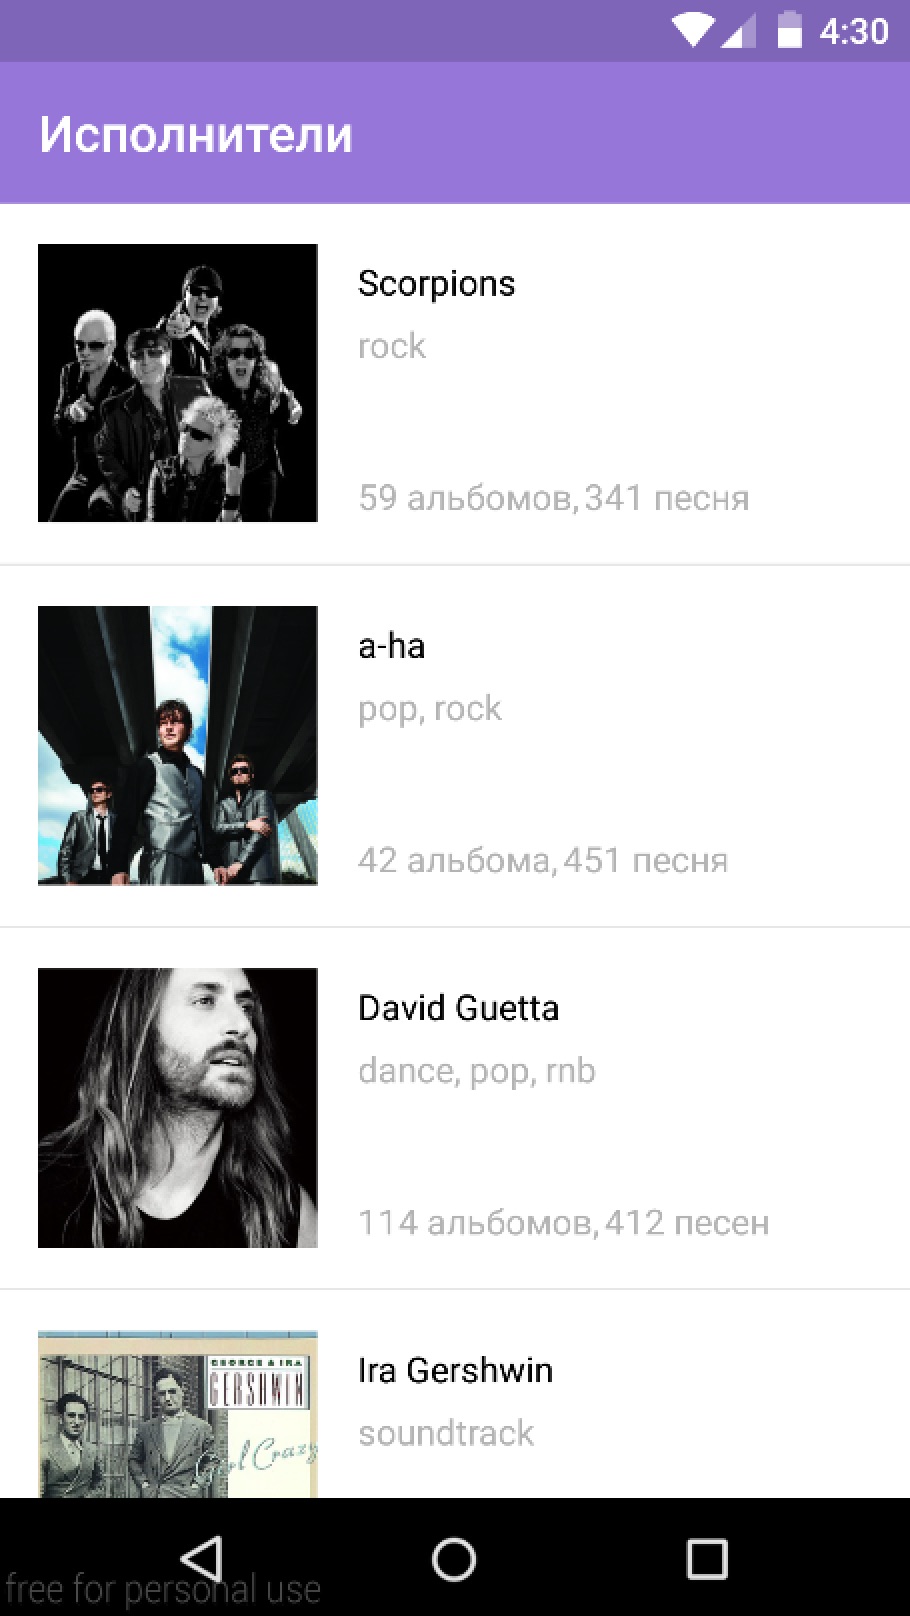 4:30
Исполнители
Scorpions
rock
59 альбомов, 341 песня
a-ha
pop, rock
42 альбома, 451 песня
David Guetta
dance, pop, rnb
114 альбомов, 412 песен
GEORGE & IRA
GERSHWIN
Girl Crazy
Ira Gershwin
soundtrack
free for personal use